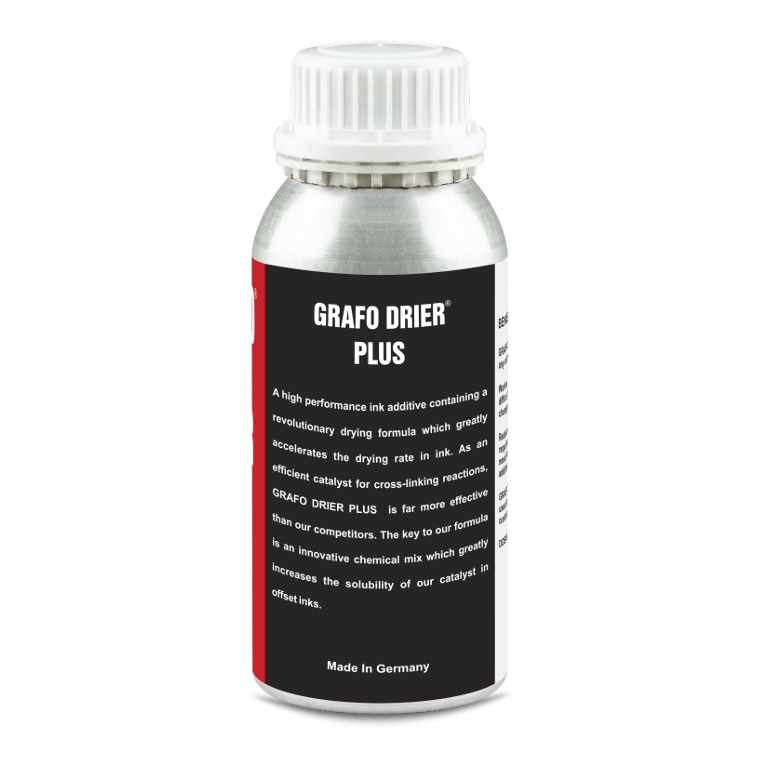 GRAFO DRIER®
PLUS
A high performance ink additive containing a
revolutionary drying formula which greatly
accelerates the drying rate in ink. As an
efficient catalyst for cross-linking reactions,
GRAFO DRIER PLUS is far more effective
than our competitors. The key to our formula
is an innovative chemical mix which greatly
increases the solubility of our catalyst in
offset inks.
Made In Germany